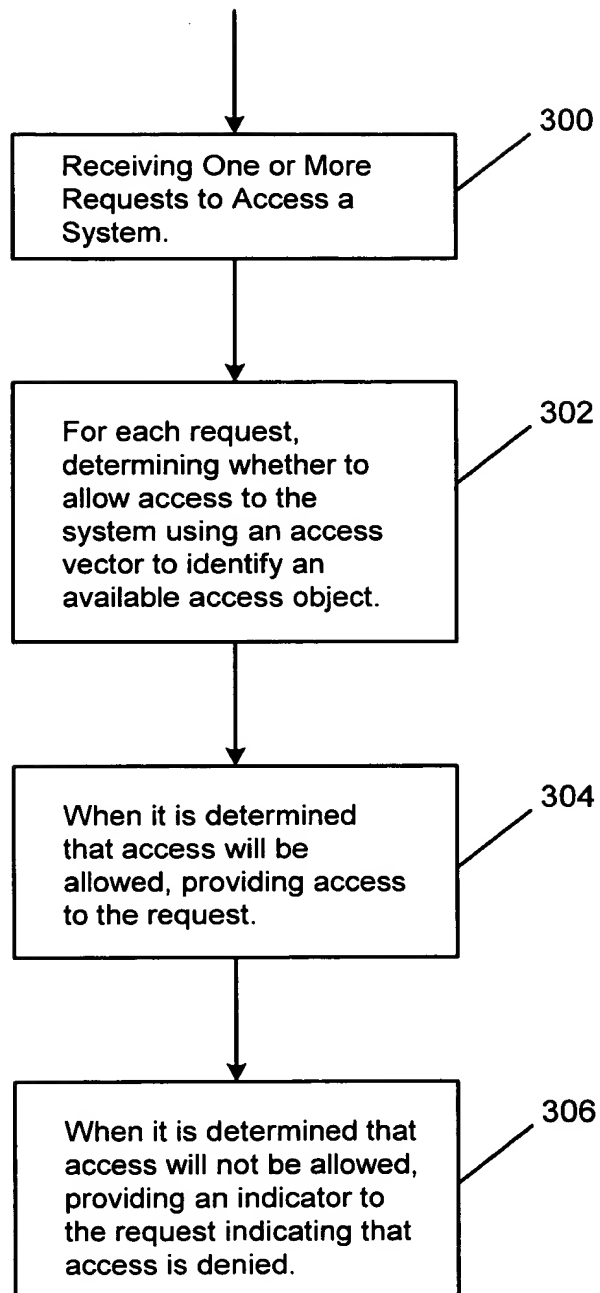 300
Receiving One or More
Requests to Access a
System.
302
For each request,
determining whether to
allow access to the
system using an access
vector to identify an
available access object.
304
When it is determined
that access will be
allowed, providing access
to the request.
306
When it is determined that
access will not be allowed,
providing an indicator to
the request indicating that
access is denied.